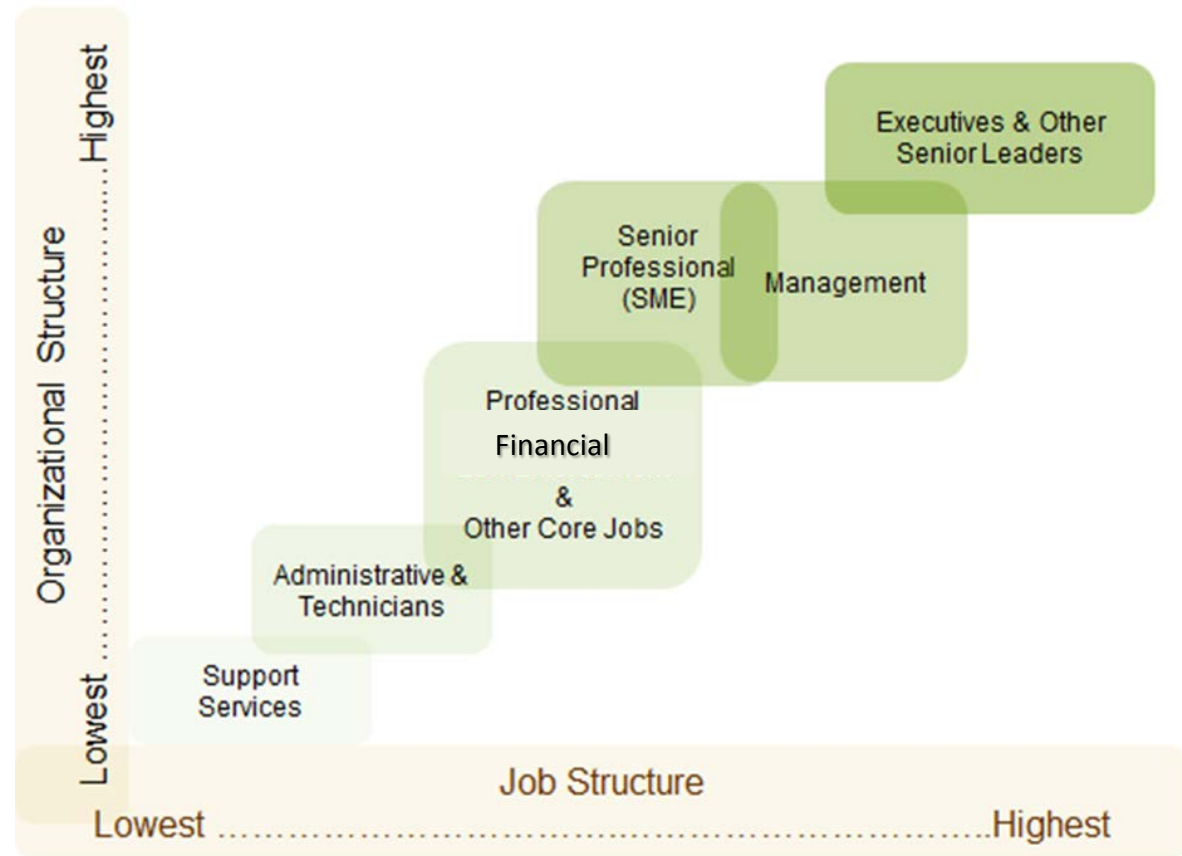 Organizational Structure
Lowest ....................................................Highest
Executives & Other
Senior Leaders
Senior
Professional
(SME)
Management
Professional
Financial
&
Other Core Jobs
Administrative &
Technicians
Support
Services
Job Structure
Lowest …………………………………..…………………………………..Highest